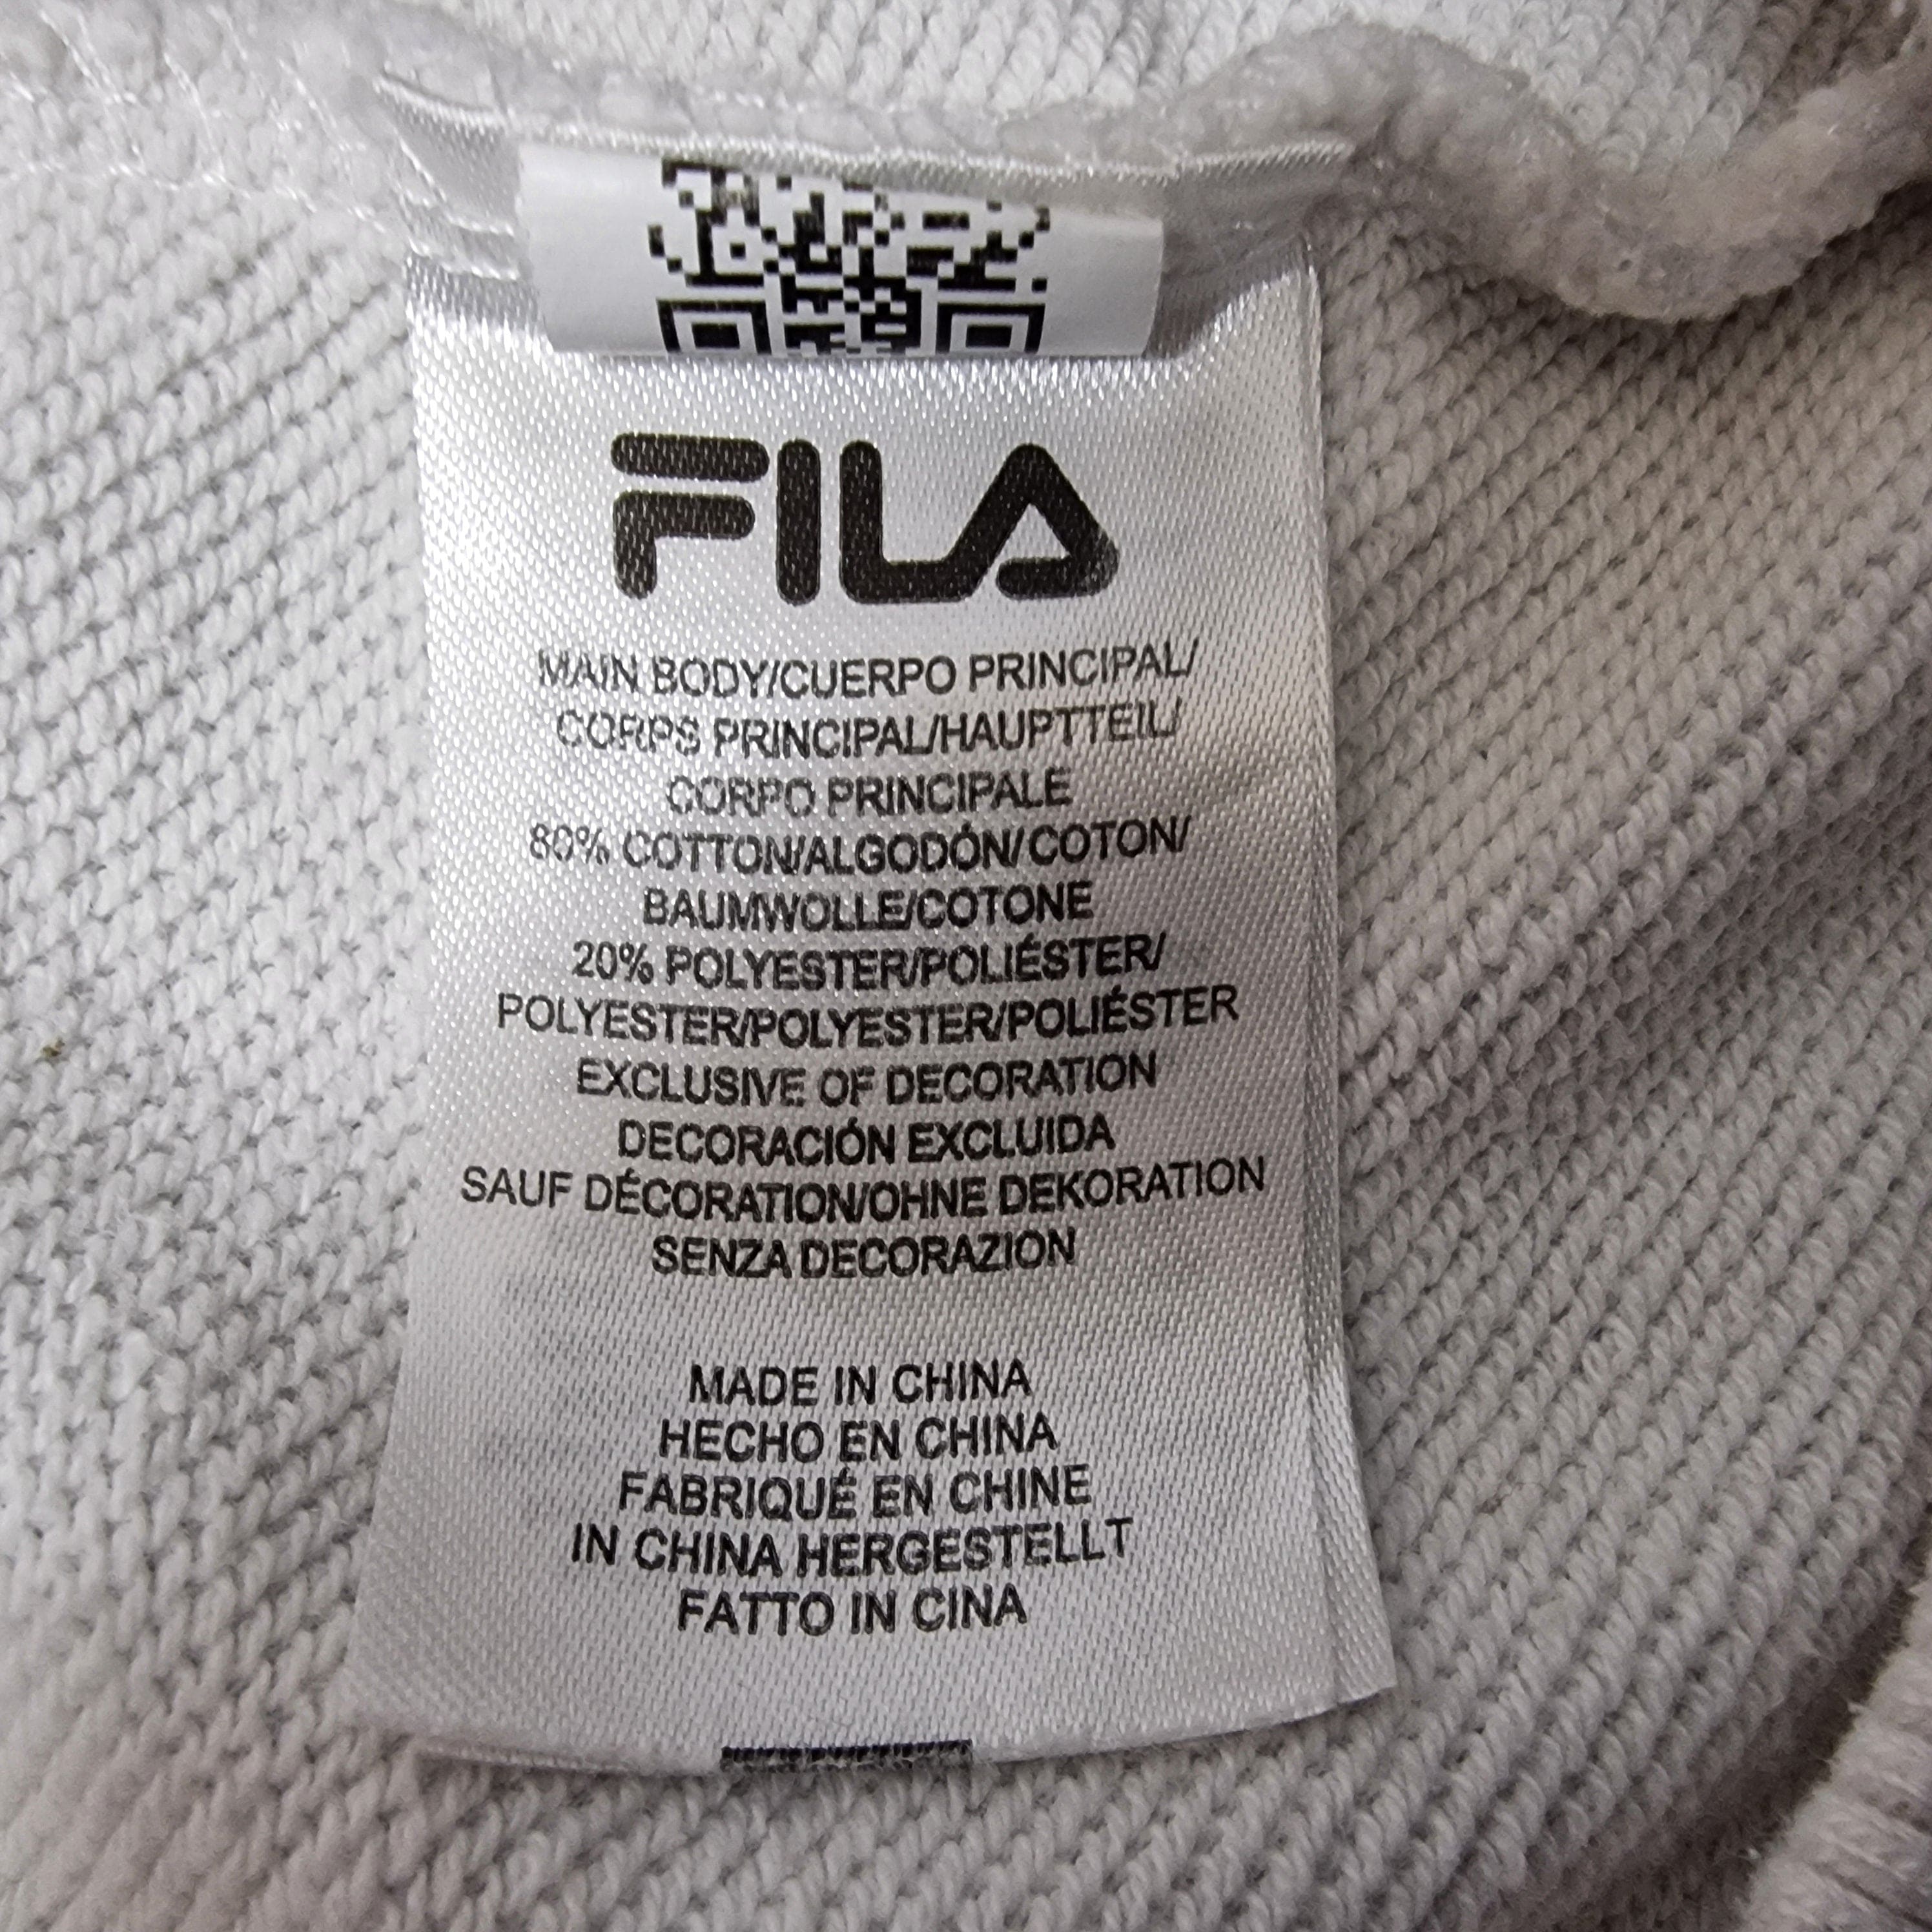 FILA
MAIN BODY/CUERPO PRINCIPAL/
CORPS PRINCIPAL/HAUPTTEIL/
CORPO PRINCIPALE
80% COTTON/ALGODÓN/COTON/
BAUMWOLLE/COTONE
20% POLYESTER/POLIÉSTER/
POLYESTER/POLYESTER/POLIÉSTER
EXCLUSIVE OF DECORATION
DECORACIÓN EXCLUIDA
SAUF DÉCORATION/OHNE DEKORATION
SENZA DECORAZION
MADE IN CHINA
HECHO EN CHINA
FABRIQUÉ EN CHINE
IN CHINA HERGESTELLT
FATTO IN CINA